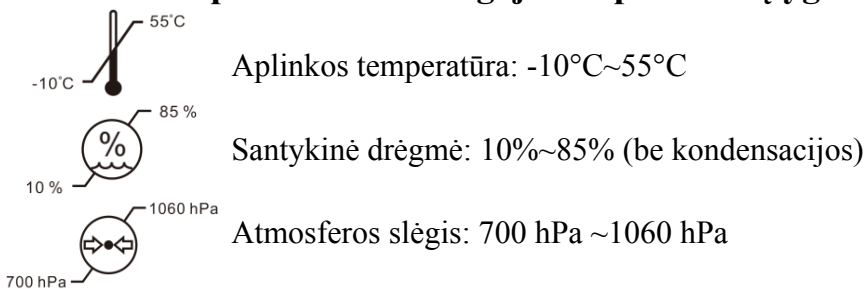 55°C
-10°C
Aplinkos temperatūra: -10°C~55°C
85 %
%
10 %
Santykinė drėgmė: 10%~85% (be kondensacijos)
1060 hPa
700 hPa
Atmosferos slėgis: 700 hPa ~1060 hPa